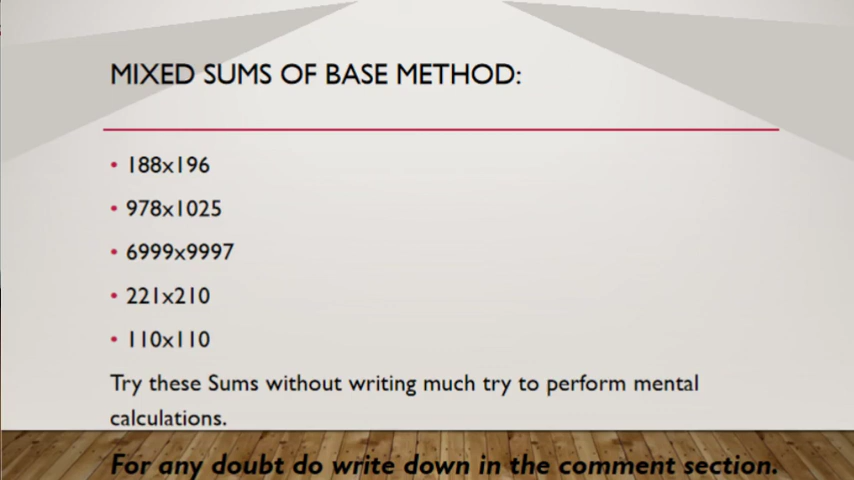 MIXED SUMS OF BASE METHOD:
• 188x196
• 978x1025
• 6999x9997
• 221x210
• 110x110
Try these Sums without writing much try to perform mental
calculations.
For any doubt do write down in the comment section.